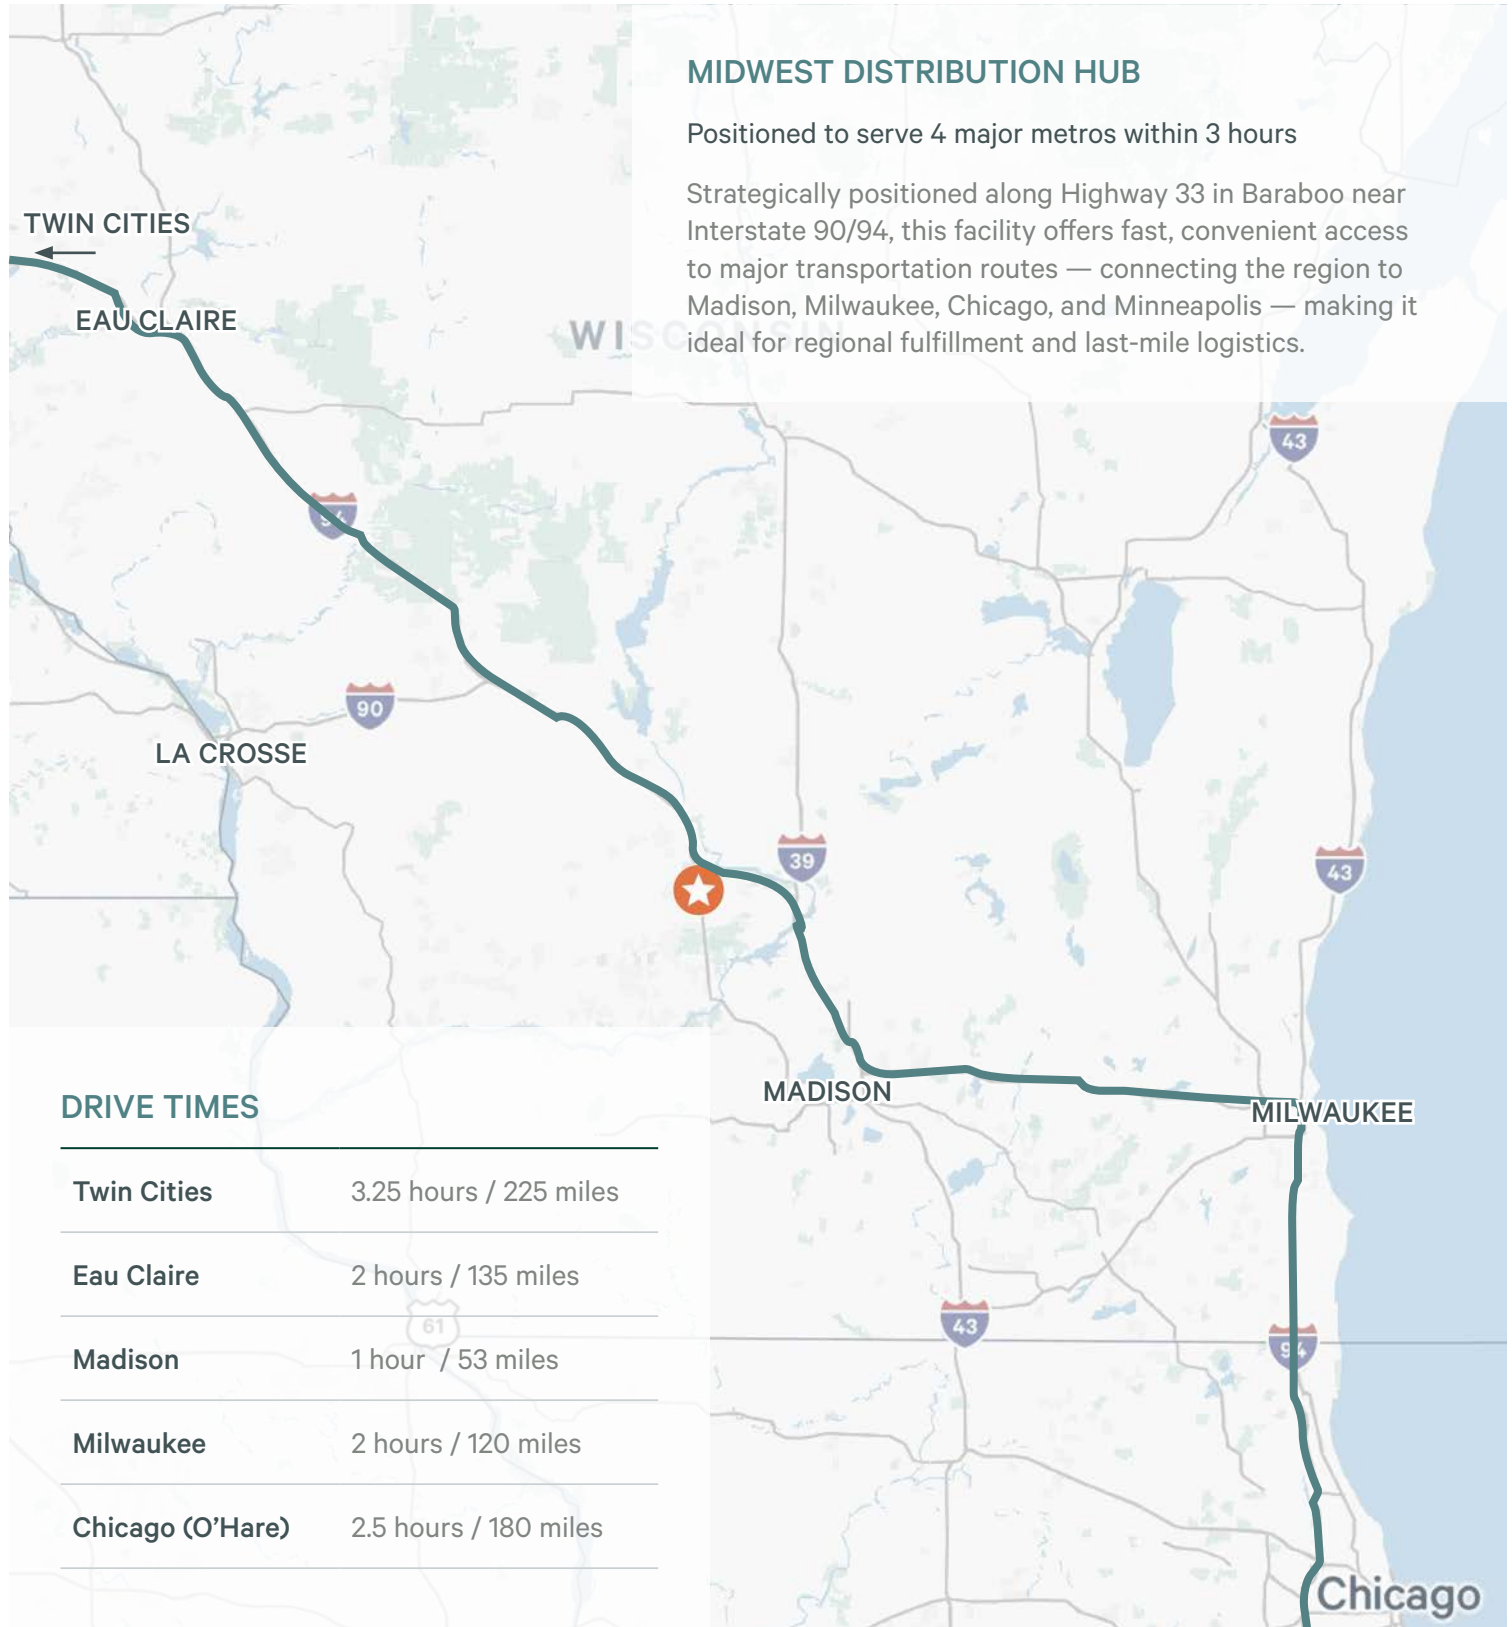 MIDWEST DISTRIBUTION HUB
Positioned to serve 4 major metros within 3 hours
Strategically positioned along Highway 33 in Baraboo near
Interstate 90/94, this facility offers fast, convenient access
to major transportation routes — connecting the region to
Madison, Milwaukee, Chicago, and Minneapolis — making it
ideal for regional fulfillment and last-mile logistics.
TWIN CITIES
EAU CLAIRE
WISCONSIN
43
94
90
LA CROSSE
39
43
MADISON
MILWAUKEE
DRIVE TIMES
Twin Cities 3.25 hours / 225 miles
Eau Claire 2 hours / 135 miles
Madison 1 hour / 53 miles
Milwaukee 2 hours / 120 miles
Chicago (O’Hare) 2.5 hours / 180 miles
61
43
94
Chicago